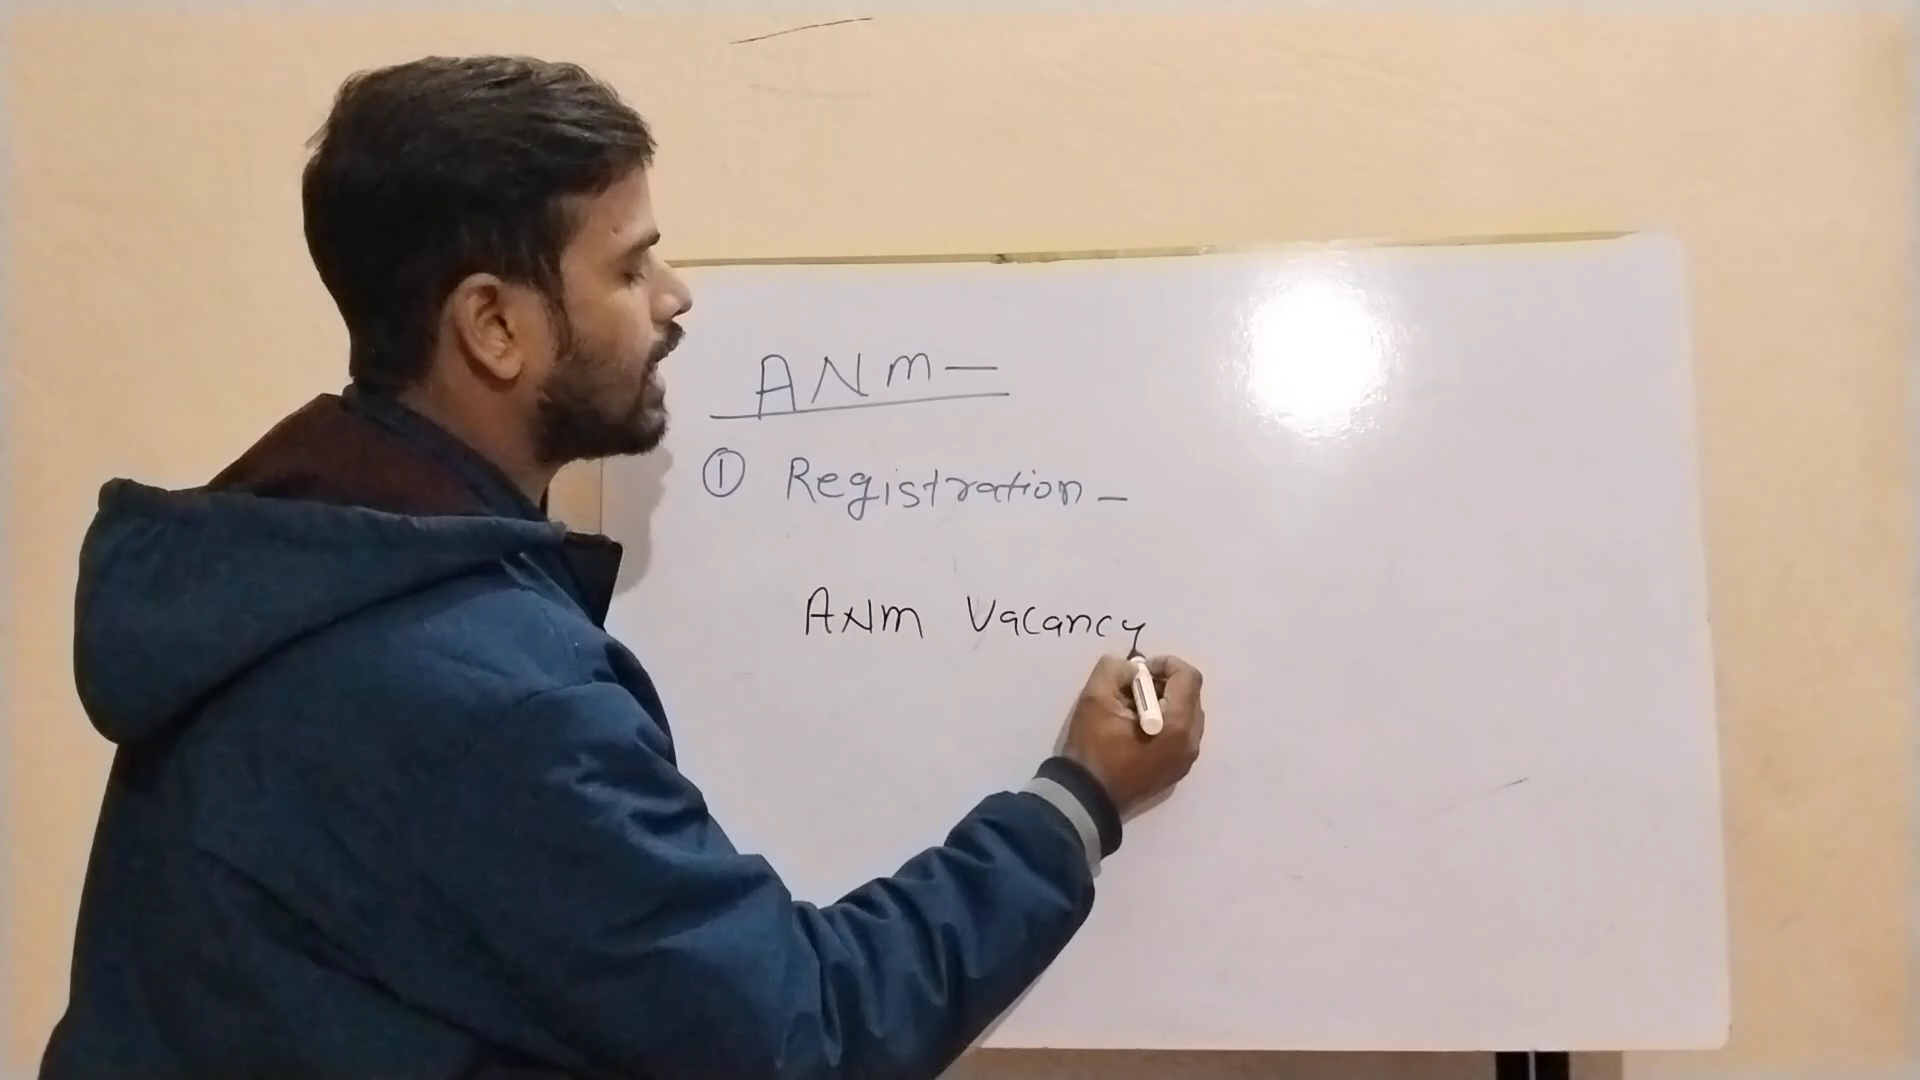 ANM —
① Registration —
ANM Vacancy